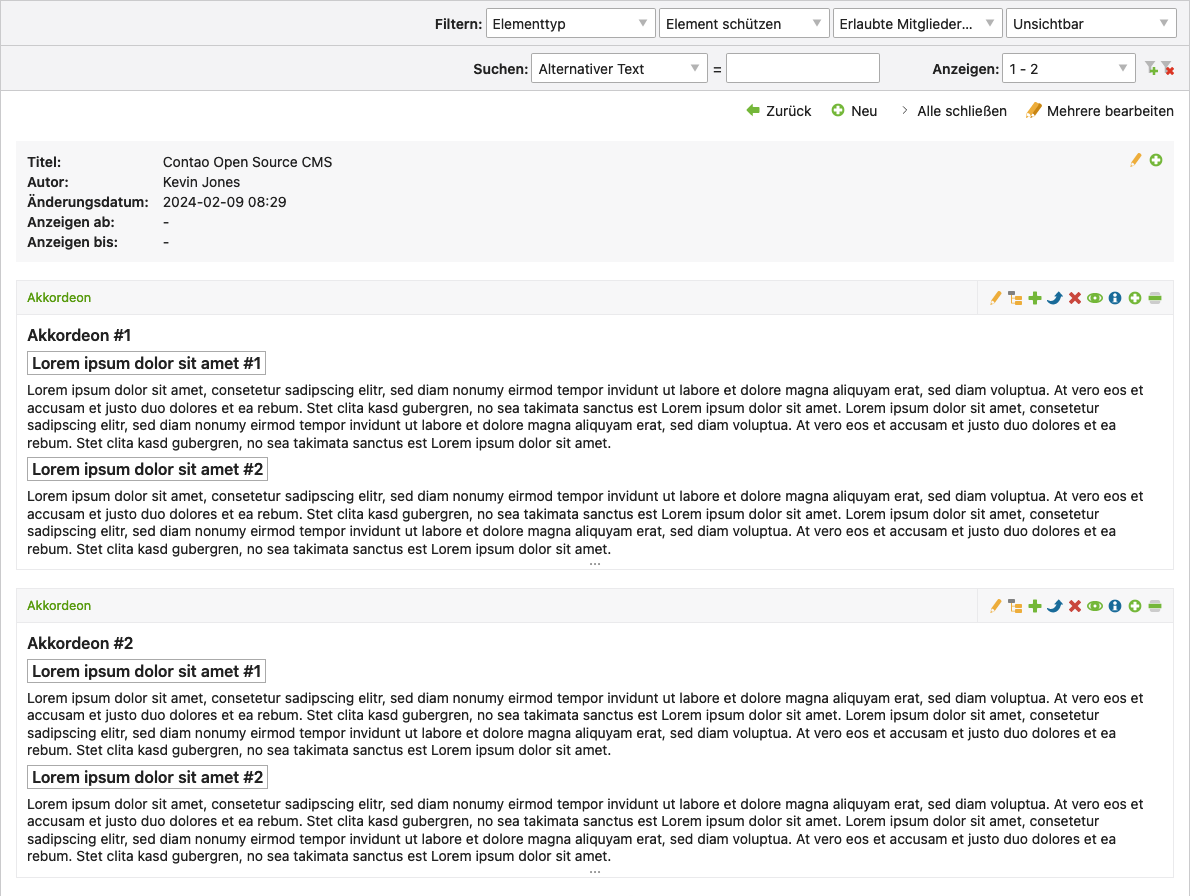 Filtern: Elementtyp Element schützen Erlaubte Mitglieder... Unsichtbar
Suchen: Alternativer Text = Anzeigen: 1 - 2
Zurück Neu Alle schließen Mehrere bearbeiten
Titel: Contao Open Source CMS
Autor: Kevin Jones
Änderungsdatum: 2024-02-09 08:29
Anzeigen ab: -
Anzeigen bis: -
Akkordeon
Akkordeon #1
Lorem ipsum dolor sit amet #1
Lorem ipsum dolor sit amet, consetetur sadipscing elitr, sed diam nonumy eirmod tempor invidunt ut labore et dolore magna aliquyam erat, sed diam voluptua. At vero eos et
accusam et justo duo dolores et ea rebum. Stet clita kasd gubergren, no sea takimata sanctus est Lorem ipsum dolor sit amet. Lorem ipsum dolor sit amet, consetetur
sadipscing elitr, sed diam nonumy eirmod tempor invidunt ut labore et dolore magna aliquyam erat, sed diam voluptua. At vero eos et accusam et justo duo dolores et ea
rebum. Stet clita kasd gubergren, no sea takimata sanctus est Lorem ipsum dolor sit amet.
Lorem ipsum dolor sit amet #2
Lorem ipsum dolor sit amet, consetetur sadipscing elitr, sed diam nonumy eirmod tempor invidunt ut labore et dolore magna aliquyam erat, sed diam voluptua. At vero eos et
accusam et justo duo dolores et ea rebum. Stet clita kasd gubergren, no sea takimata sanctus est Lorem ipsum dolor sit amet. Lorem ipsum dolor sit amet, consetetur
sadipscing elitr, sed diam nonumy eirmod tempor invidunt ut labore et dolore magna aliquyam erat, sed diam voluptua. At vero eos et accusam et justo duo dolores et ea
rebum. Stet clita kasd gubergren, no sea takimata sanctus est Lorem ipsum dolor sit amet.
...
Akkordeon
Akkordeon #2
Lorem ipsum dolor sit amet #1
Lorem ipsum dolor sit amet, consetetur sadipscing elitr, sed diam nonumy eirmod tempor invidunt ut labore et dolore magna aliquyam erat, sed diam voluptua. At vero eos et
accusam et justo duo dolores et ea rebum. Stet clita kasd gubergren, no sea takimata sanctus est Lorem ipsum dolor sit amet. Lorem ipsum dolor sit amet, consetetur
sadipscing elitr, sed diam nonumy eirmod tempor invidunt ut labore et dolore magna aliquyam erat, sed diam voluptua. At vero eos et accusam et justo duo dolores et ea
rebum. Stet clita kasd gubergren, no sea takimata sanctus est Lorem ipsum dolor sit amet.
Lorem ipsum dolor sit amet #2
Lorem ipsum dolor sit amet, consetetur sadipscing elitr, sed diam nonumy eirmod tempor invidunt ut labore et dolore magna aliquyam erat, sed diam voluptua. At vero eos et
accusam et justo duo dolores et ea rebum. Stet clita kasd gubergren, no sea takimata sanctus est Lorem ipsum dolor sit amet. Lorem ipsum dolor sit amet, consetetur
sadipscing elitr, sed diam nonumy eirmod tempor invidunt ut labore et dolore magna aliquyam erat, sed diam voluptua. At vero eos et accusam et justo duo dolores et ea
rebum. Stet clita kasd gubergren, no sea takimata sanctus est Lorem ipsum dolor sit amet.
...